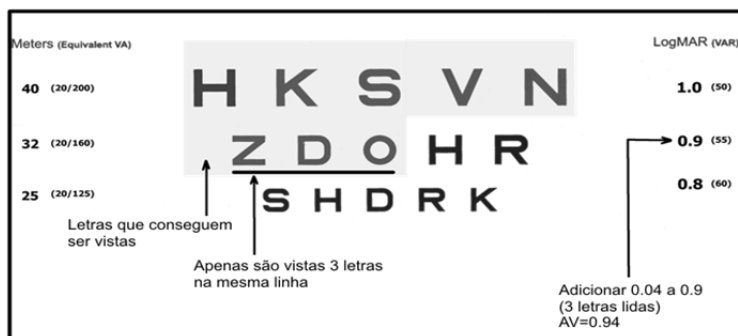 Meters (Equivalent VA)
LogMAR (VAR)
40 (20/200)
H K S V N
1.0 (50)
32 (20/160)
Z D O H R
0.9 (55)
25 (20/125)
S H D R K
0.8 (60)
Letras que conseguem
ser vistas
Apenas são vistas 3 letras
na mesma linha
Adicionar 0.04 a 0.9
(3 letras lidas)
AV=0.94